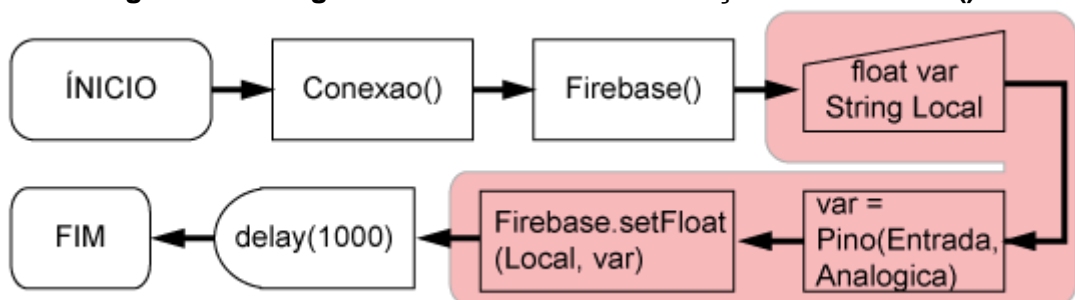 ÍNICIO
Conexao()
Firebase()
float var
String Local
FIM
delay(1000)
Firebase.setFloat
(Local, var)
var =
Pino(Entrada,
Analogica)